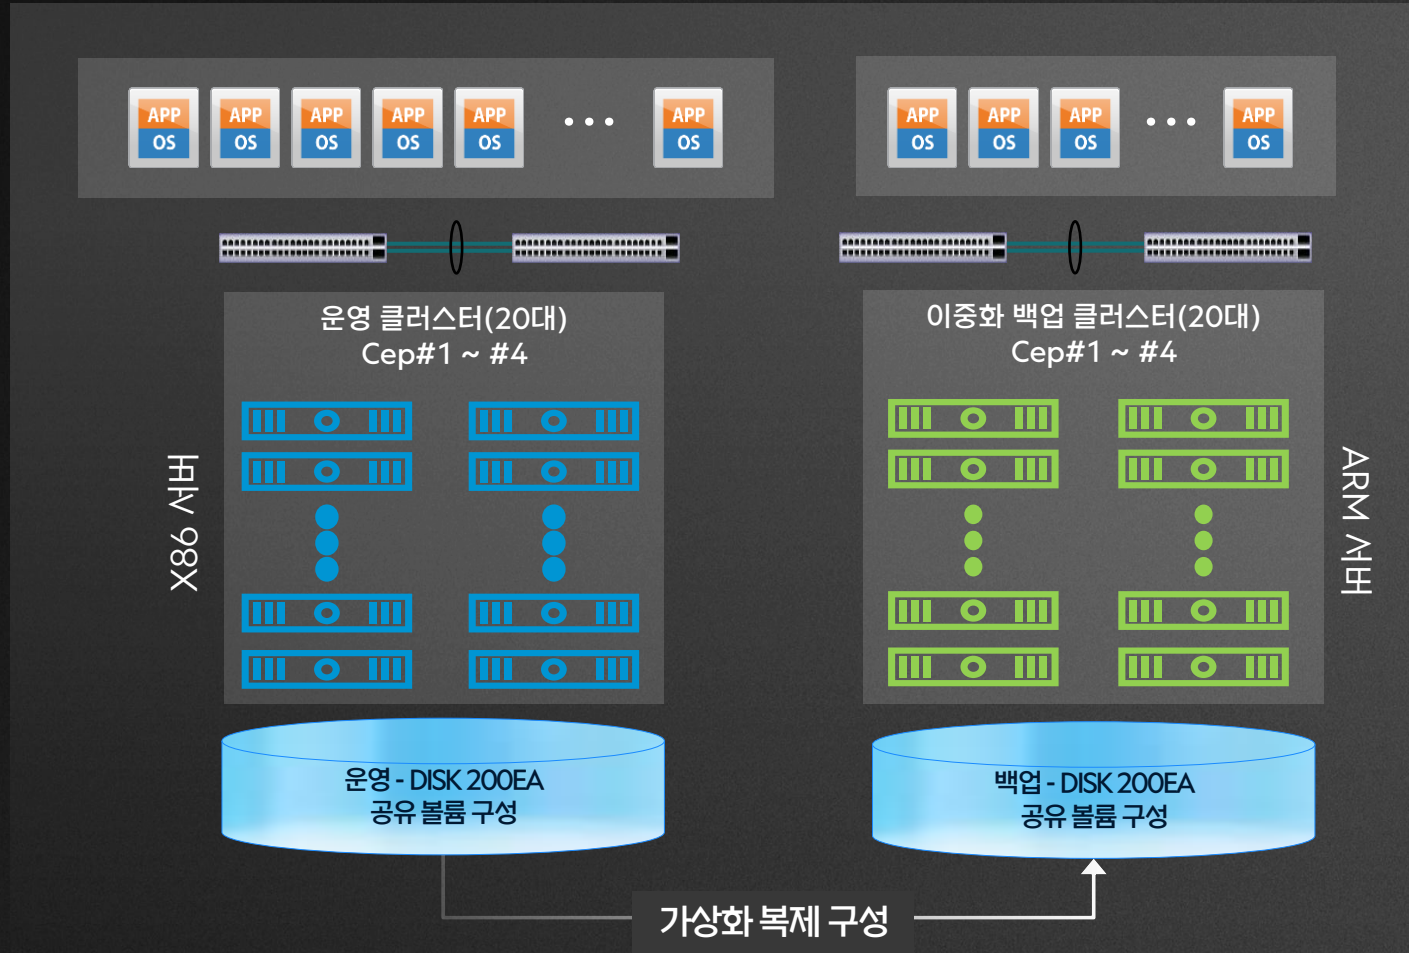 APP
OS
APP
OS
APP
OS
APP
OS
APP
OS
...
APP
OS
APP
OS
APP
OS
APP
OS
...
APP
OS
운영 클러스터(20대)
Cep#1 ~ #4
X86 서버
이중화 백업 클러스터(20대)
Cep#1 ~ #4
ARM 서버
운영 - DISK 200EA
공유 볼륨 구성
백업 - DISK 200EA
공유 볼륨 구성
가상화 복제 구성